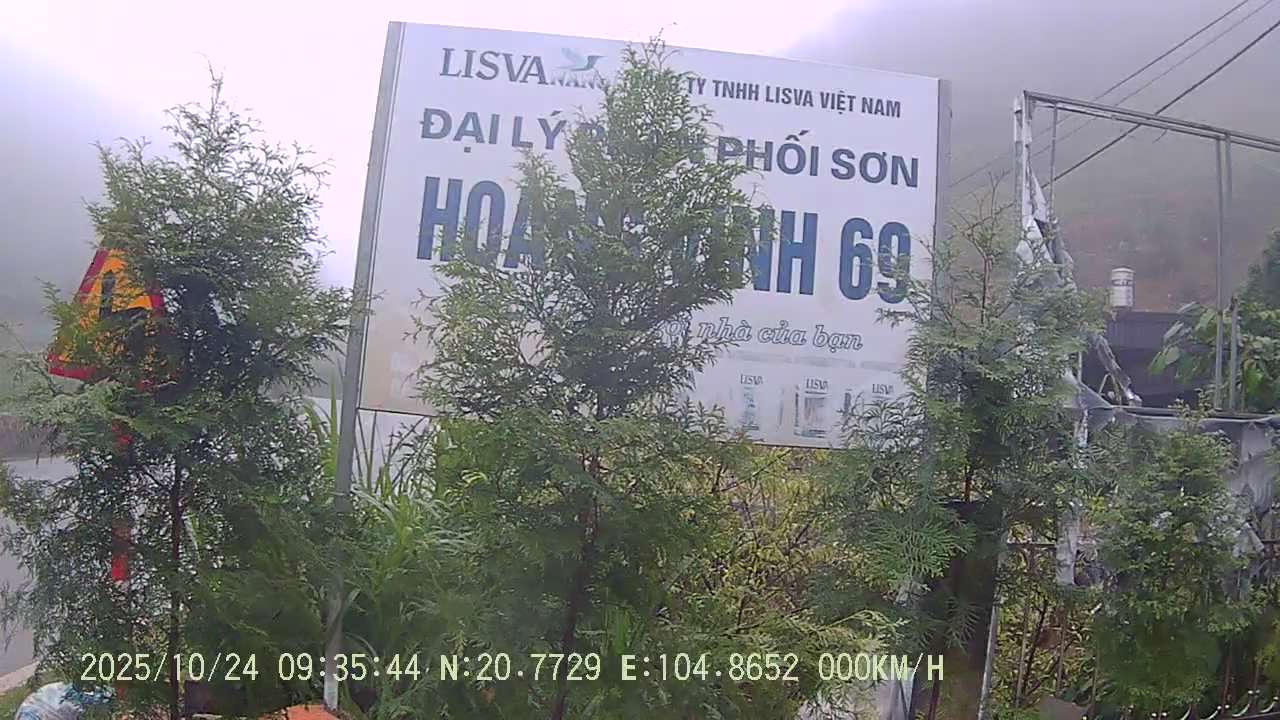 LISVA
TY TNHH LISVA VIỆT NAM
ĐẠI LÝ PHỐI SƠN
69
nhà của bạn
LISVA LISVA LISVA
2025/10/24 09:35:44 N:20.7729 E:104.8652 000KM/H